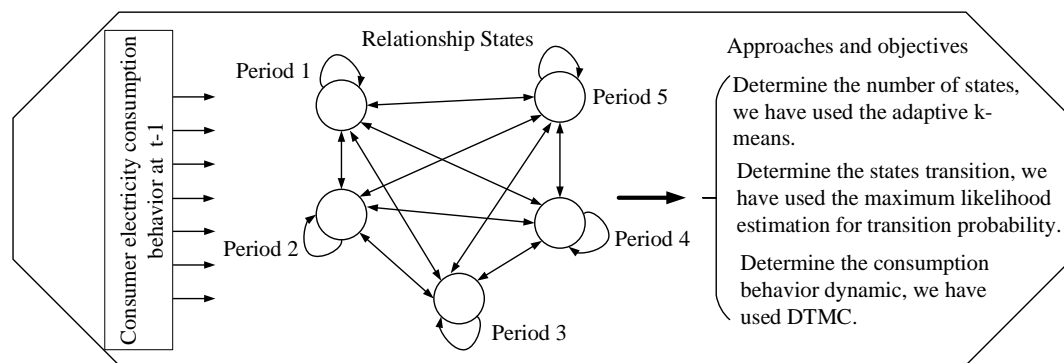 Consumer electricity consumption
behavior at t-1
Relationship States
Period 1
Period 5
Period 2
Period 4
Period 3
Approaches and objectives
Determine the number of states,
we have used the adaptive k-
means.
Determine the states transition, we
have used the maximum likelihood
estimation for transition probability.
Determine the consumption
behavior dynamic, we have
used DTMC.